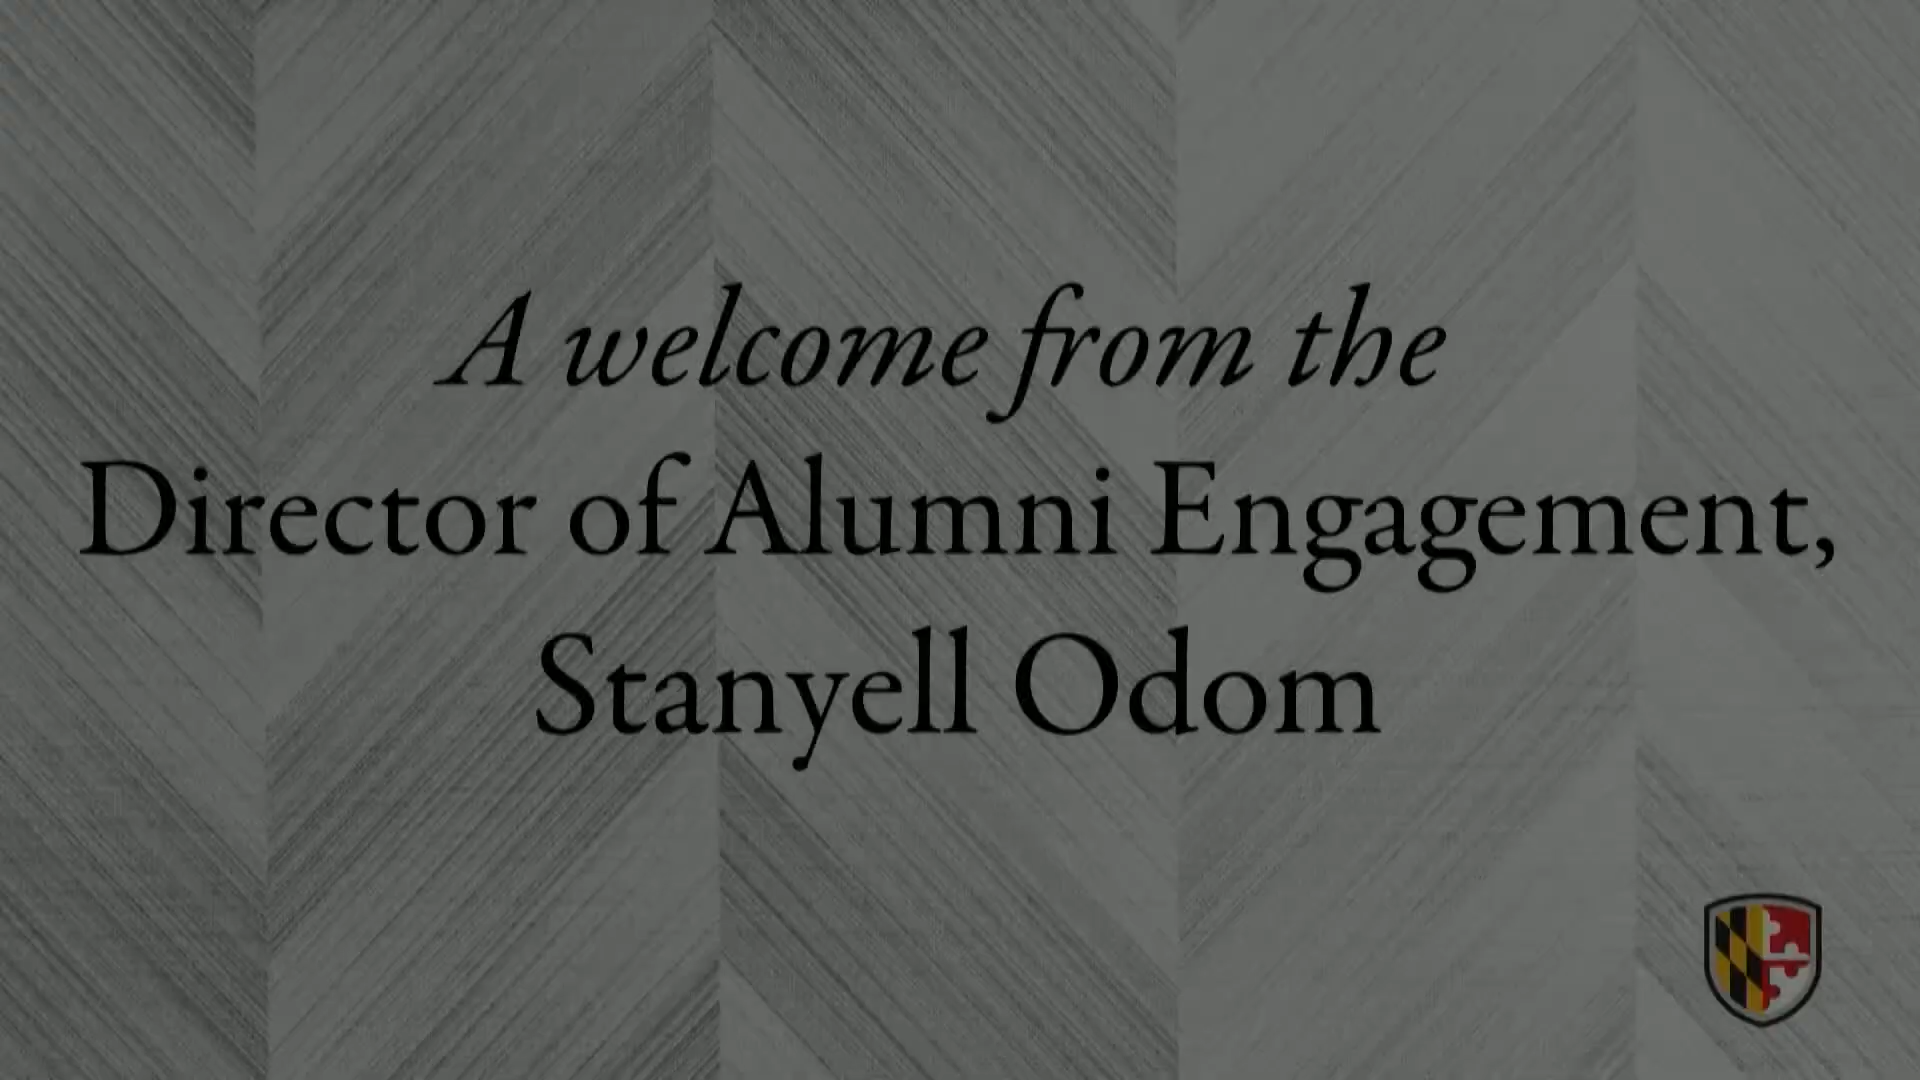 A welcome from the
Director of Alumni Engagement,
Stanyell Odom